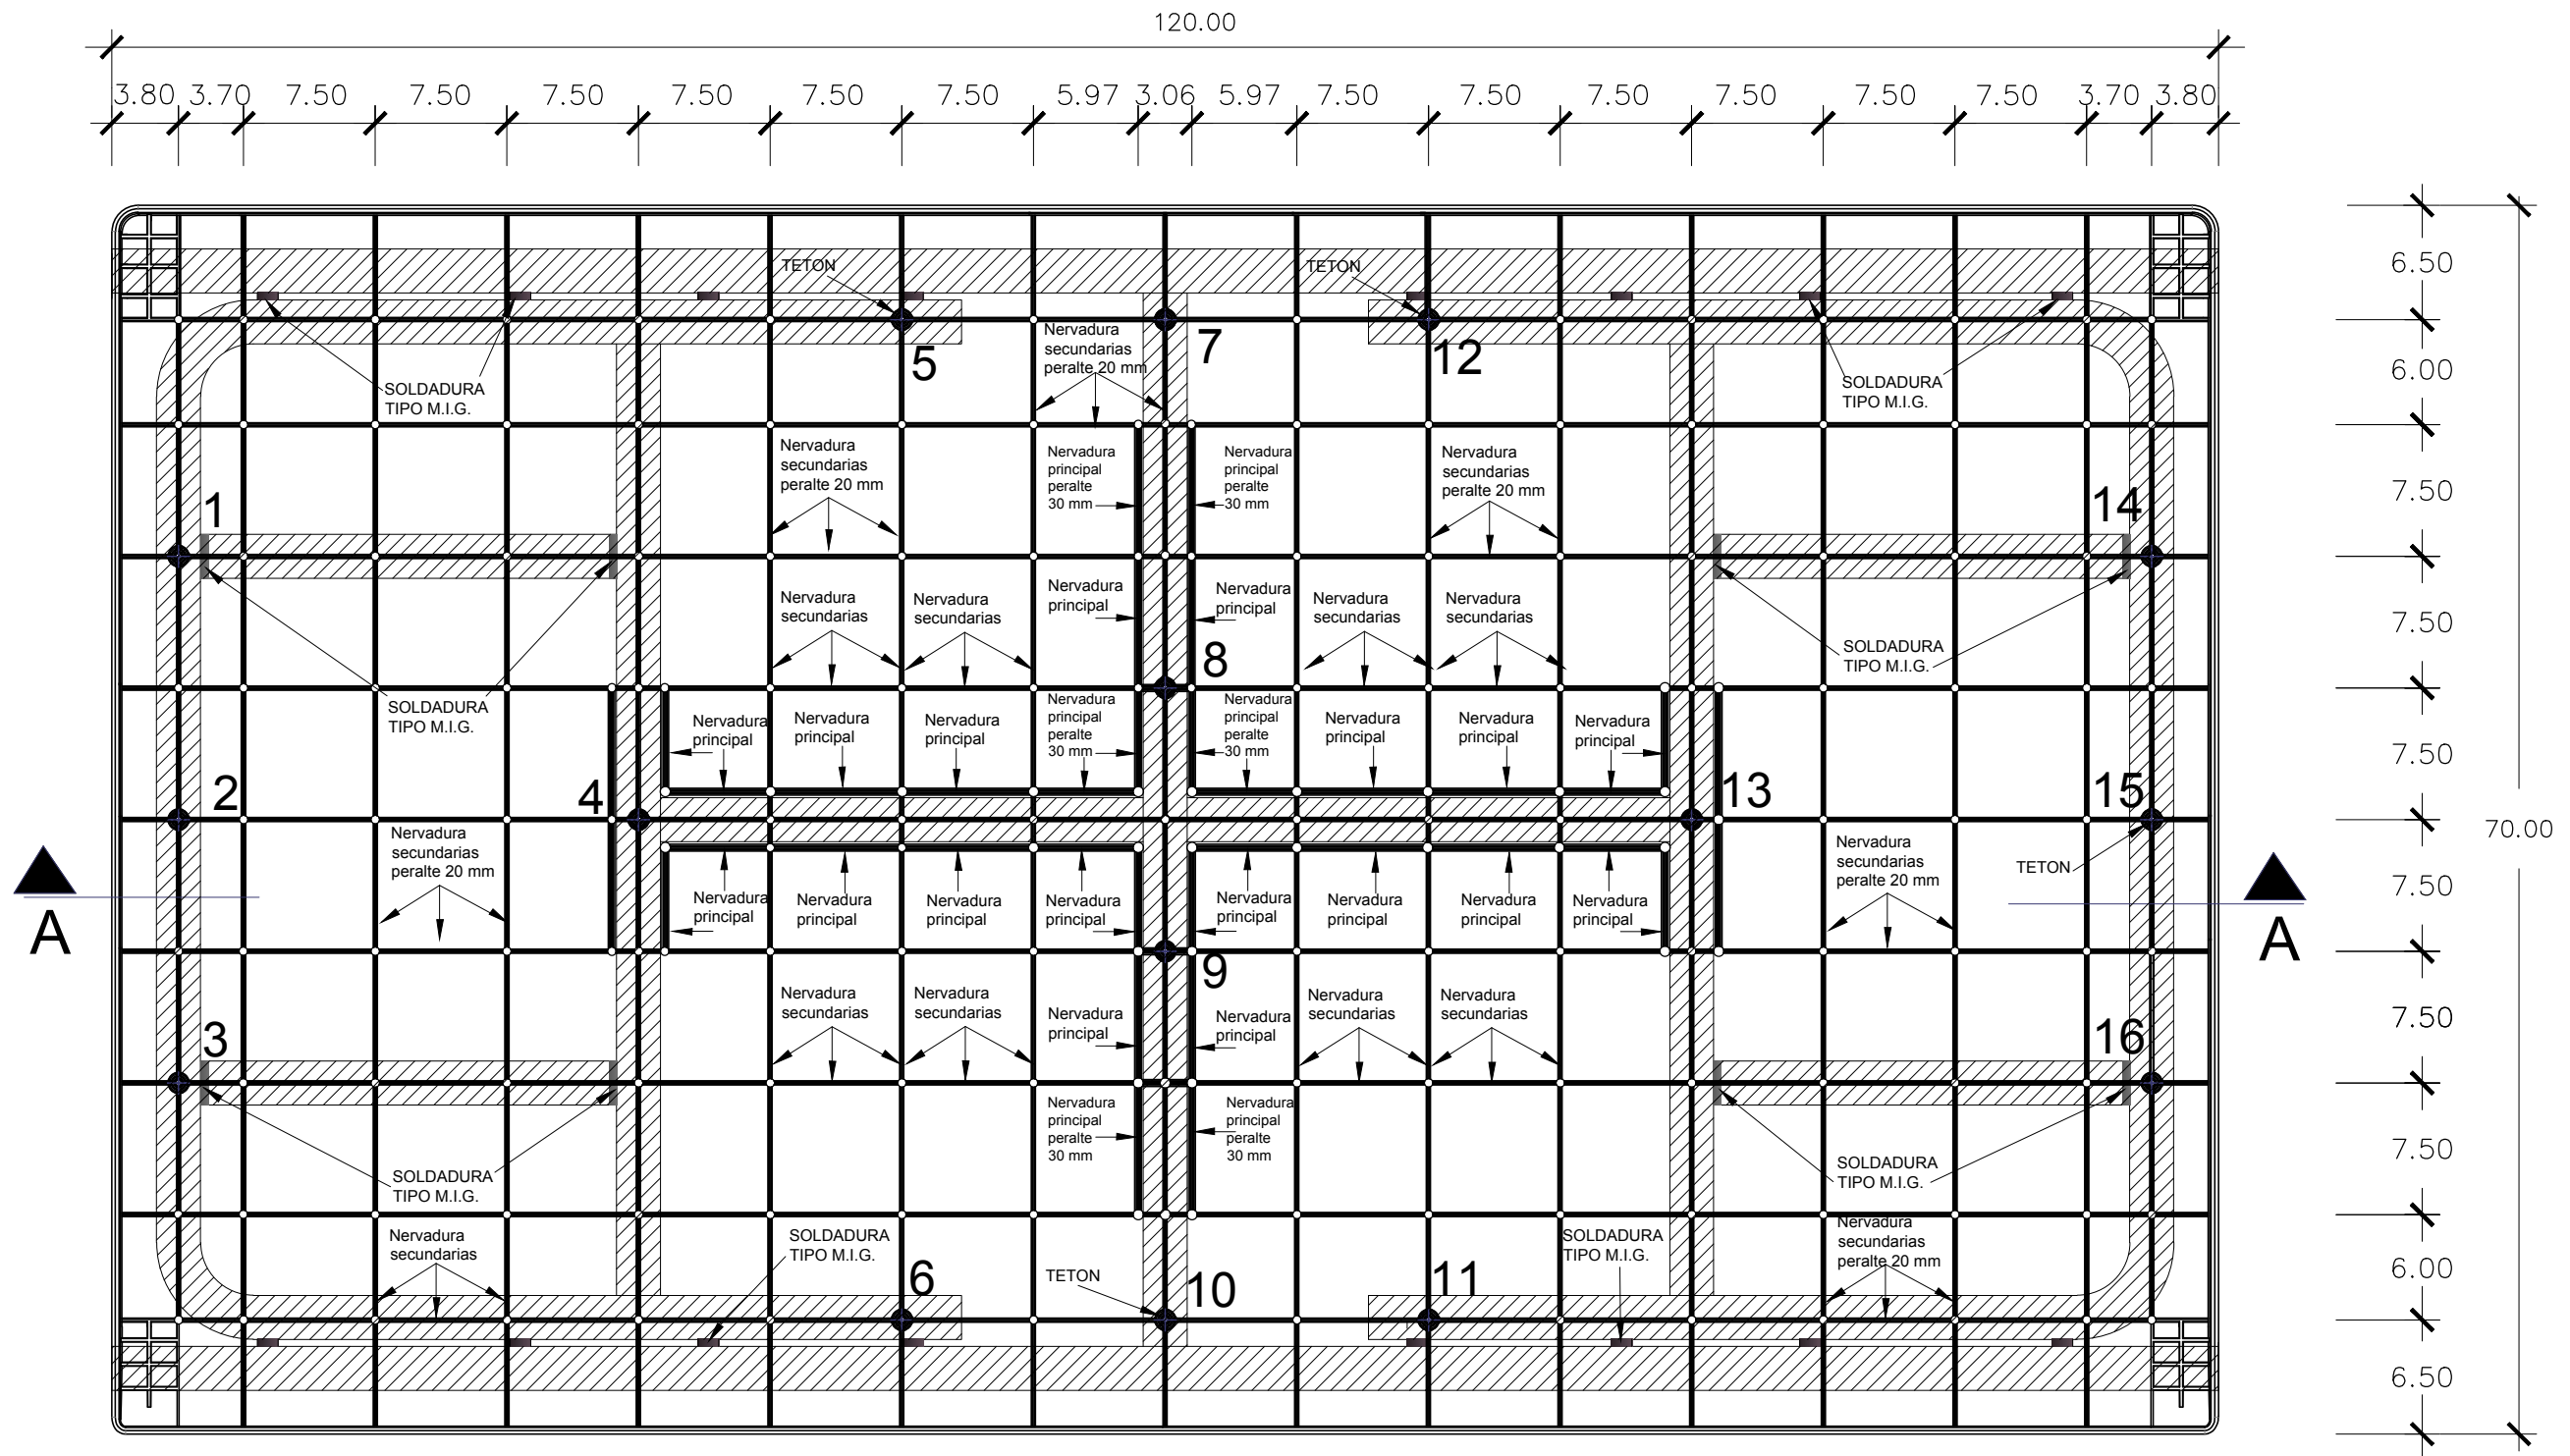 120.00
3.80 3.70 7.50 7.50 7.50 7.50 7.50 7.50 5.97 3.06 5.97 7.50 7.50 7.50 7.50 7.50 7.50 3.70 3.80
6.50
TETON
TETON
Nervadura
secundarias
peralte 20 mm
5
7
12
6.00
SOLDADURA
TIPO M.I.G.
SOLDADURA
TIPO M.I.G.
Nervadura
secundarias
peralte 20 mm
Nervadura
principal
peralte
30 mm
Nervadura
principal
peralte
30 mm
Nervadura
secundarias
peralte 20 mm
7.50
1
14
Nervadura
secundarias
Nervadura
secundarias
Nervadura
principal
Nervadura
principal
Nervadura
secundarias
Nervadura
secundarias
7.50
8
SOLDADURA
TIPO M.I.G.
SOLDADURA
TIPO M.I.G.
Nervadura
principal
Nervadura
principal
Nervadura
principal
Nervadura
principal
peralte
30 mm
Nervadura
principal
peralte
30 mm
Nervadura
principal
Nervadura
principal
Nervadura
principal
7.50
2
4
13
15
70.00
Nervadura
secundarias
peralte 20 mm
Nervadura
secundarias
peralte 20 mm
TETON
7.50
Nervadura
principal
Nervadura
principal
Nervadura
principal
Nervadura
principal
Nervadura
principal
Nervadura
principal
Nervadura
principal
Nervadura
principal
A
A
9
Nervadura
secundarias
Nervadura
secundarias
Nervadura
principal
Nervadura
principal
Nervadura
secundarias
Nervadura
secundarias
7.50
3
16
Nervadura
principal
peralte
30 mm
Nervadura
principal
peralte
30 mm
7.50
SOLDADURA
TIPO M.I.G.
SOLDADURA
TIPO M.I.G.
Nervadura
secundarias
SOLDADURA
TIPO M.I.G.
SOLDADURA
TIPO M.I.G.
Nervadura
secundarias
peralte 20 mm
6.00
6
TETON
10
11
6.50